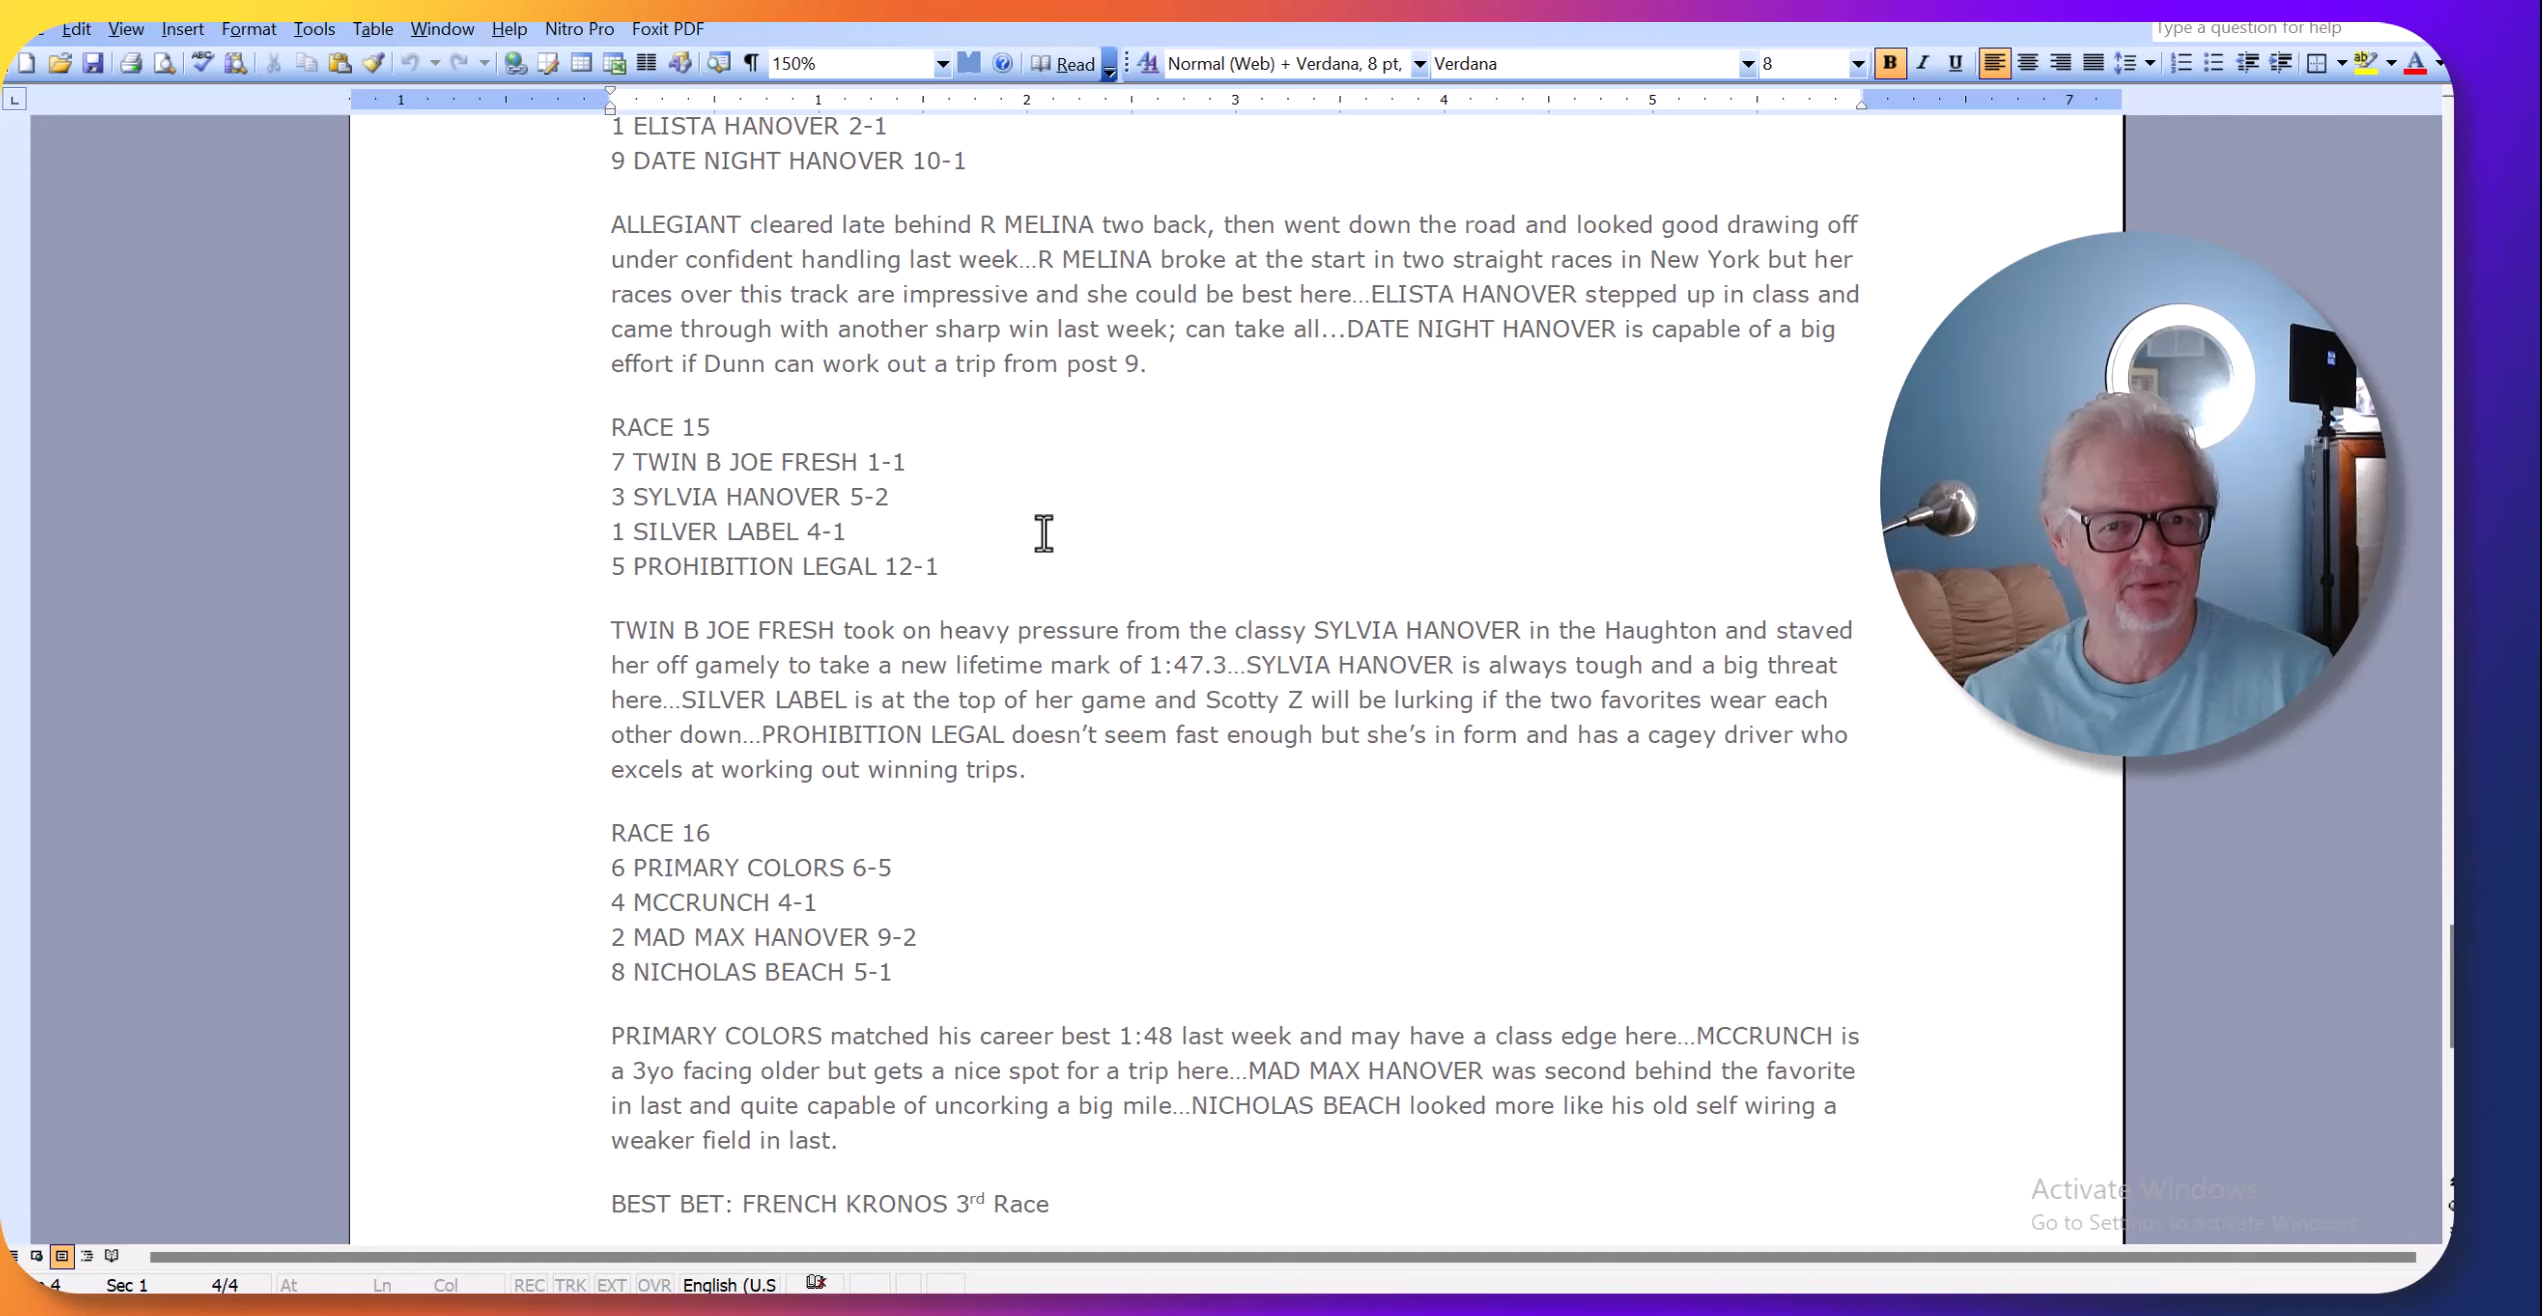 Edit View Insert Format Tools Table Window Help Nitro Pro Foxit PDF
Type a question for help
150% Read Normal (Web) + Verdana, 8 pt, Verdana 8 B I U
1 1 2 3 4 5 7
1 ELISTA HANOVER 2-1
9 DATE NIGHT HANOVER 10-1
ALLEGIANT cleared late behind R MELINA two back, then went down the road and looked good drawing off
under confident handling last week…R MELINA broke at the start in two straight races in New York but her
races over this track are impressive and she could be best here…ELISTA HANOVER stepped up in class and
came through with another sharp win last week; can take all...DATE NIGHT HANOVER is capable of a big
effort if Dunn can work out a trip from post 9.
RACE 15
7 TWIN B JOE FRESH 1-1
3 SYLVIA HANOVER 5-2
1 SILVER LABEL 4-1
5 PROHIBITION LEGAL 12-1
TWIN B JOE FRESH took on heavy pressure from the classy SYLVIA HANOVER in the Haughton and staved
her off gamely to take a new lifetime mark of 1:47.3…SYLVIA HANOVER is always tough and a big threat
here…SILVER LABEL is at the top of her game and Scotty Z will be lurking if the two favorites wear each
other down…PROHIBITION LEGAL doesn’t seem fast enough but she’s in form and has a cagey driver who
excels at working out winning trips.
RACE 16
6 PRIMARY COLORS 6-5
4 MCCRUNCH 4-1
2 MAD MAX HANOVER 9-2
8 NICHOLAS BEACH 5-1
PRIMARY COLORS matched his career best 1:48 last week and may have a class edge here…MCCRUNCH is
a 3yo facing older but gets a nice spot for a trip here…MAD MAX HANOVER was second behind the favorite
in last and quite capable of uncorking a big mile…NICHOLAS BEACH looked more like his old self wiring a
weaker field in last.
BEST BET: FRENCH KRONOS 3rd Race
Activate Windows
Go to Settings to activate Windows.
4 Sec 1 4/4 At Ln Col REC TRK EXT OVR English (U.S